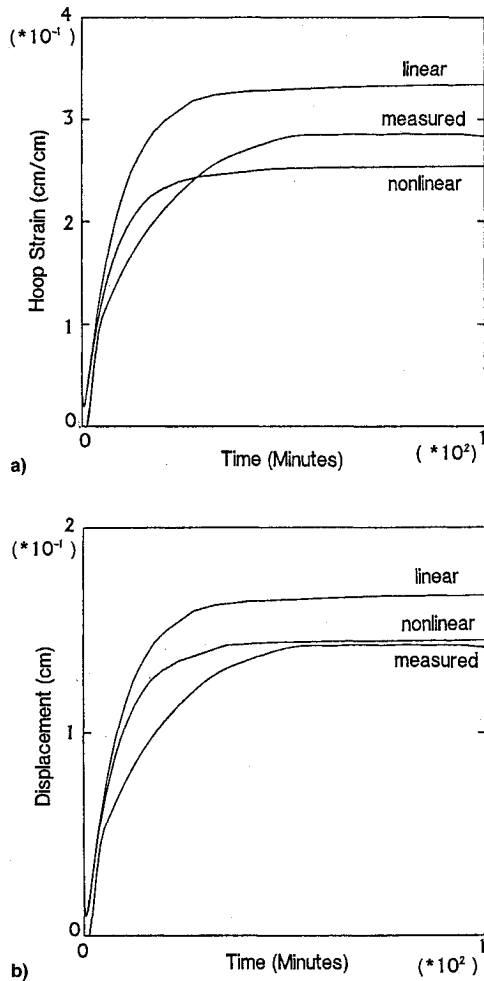 4
(*10⁻¹)
linear
3
measured
nonlinear
2
Hoop Strain (cm/cm)
1
0
0
1
Time (Minutes)
(*10²)
a)
2
(*10⁻¹)
linear
nonlinear
measured
1
Displacement (cm)
0
0
1
Time (Minutes)
(*10²)
b)